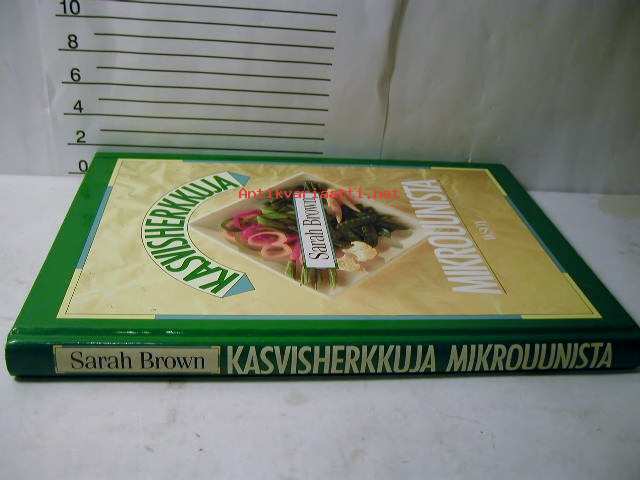 10
8
6
4
2
0
KASVISHERKKUJA
Antikvariaatti.net
Sarah Brown
MIKROUUNISTA
Sarah Brown KASVISHERKKUJA MIKROUUNISTA